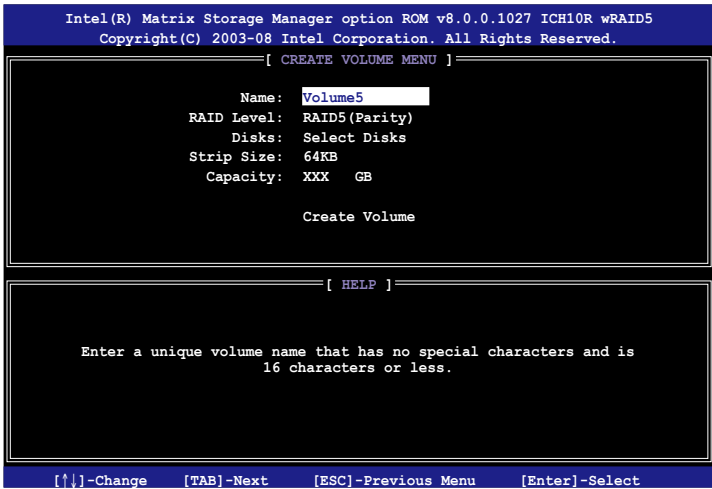 Intel(R) Matrix Storage Manager option ROM v8.0.0.1027 ICH10R wRAID5
Copyright(C) 2003-08 Intel Corporation. All Rights Reserved.
[ CREATE VOLUME MENU ]
Name: Volume5
RAID Level: RAID5(Parity)
Disks: Select Disks
Strip Size: 64KB
Capacity: XXX GB
Create Volume
[ HELP ]
Enter a unique volume name that has no special characters and is
16 characters or less.
[↑↓]-Change [TAB]-Next [ESC]-Previous Menu [Enter]-Select